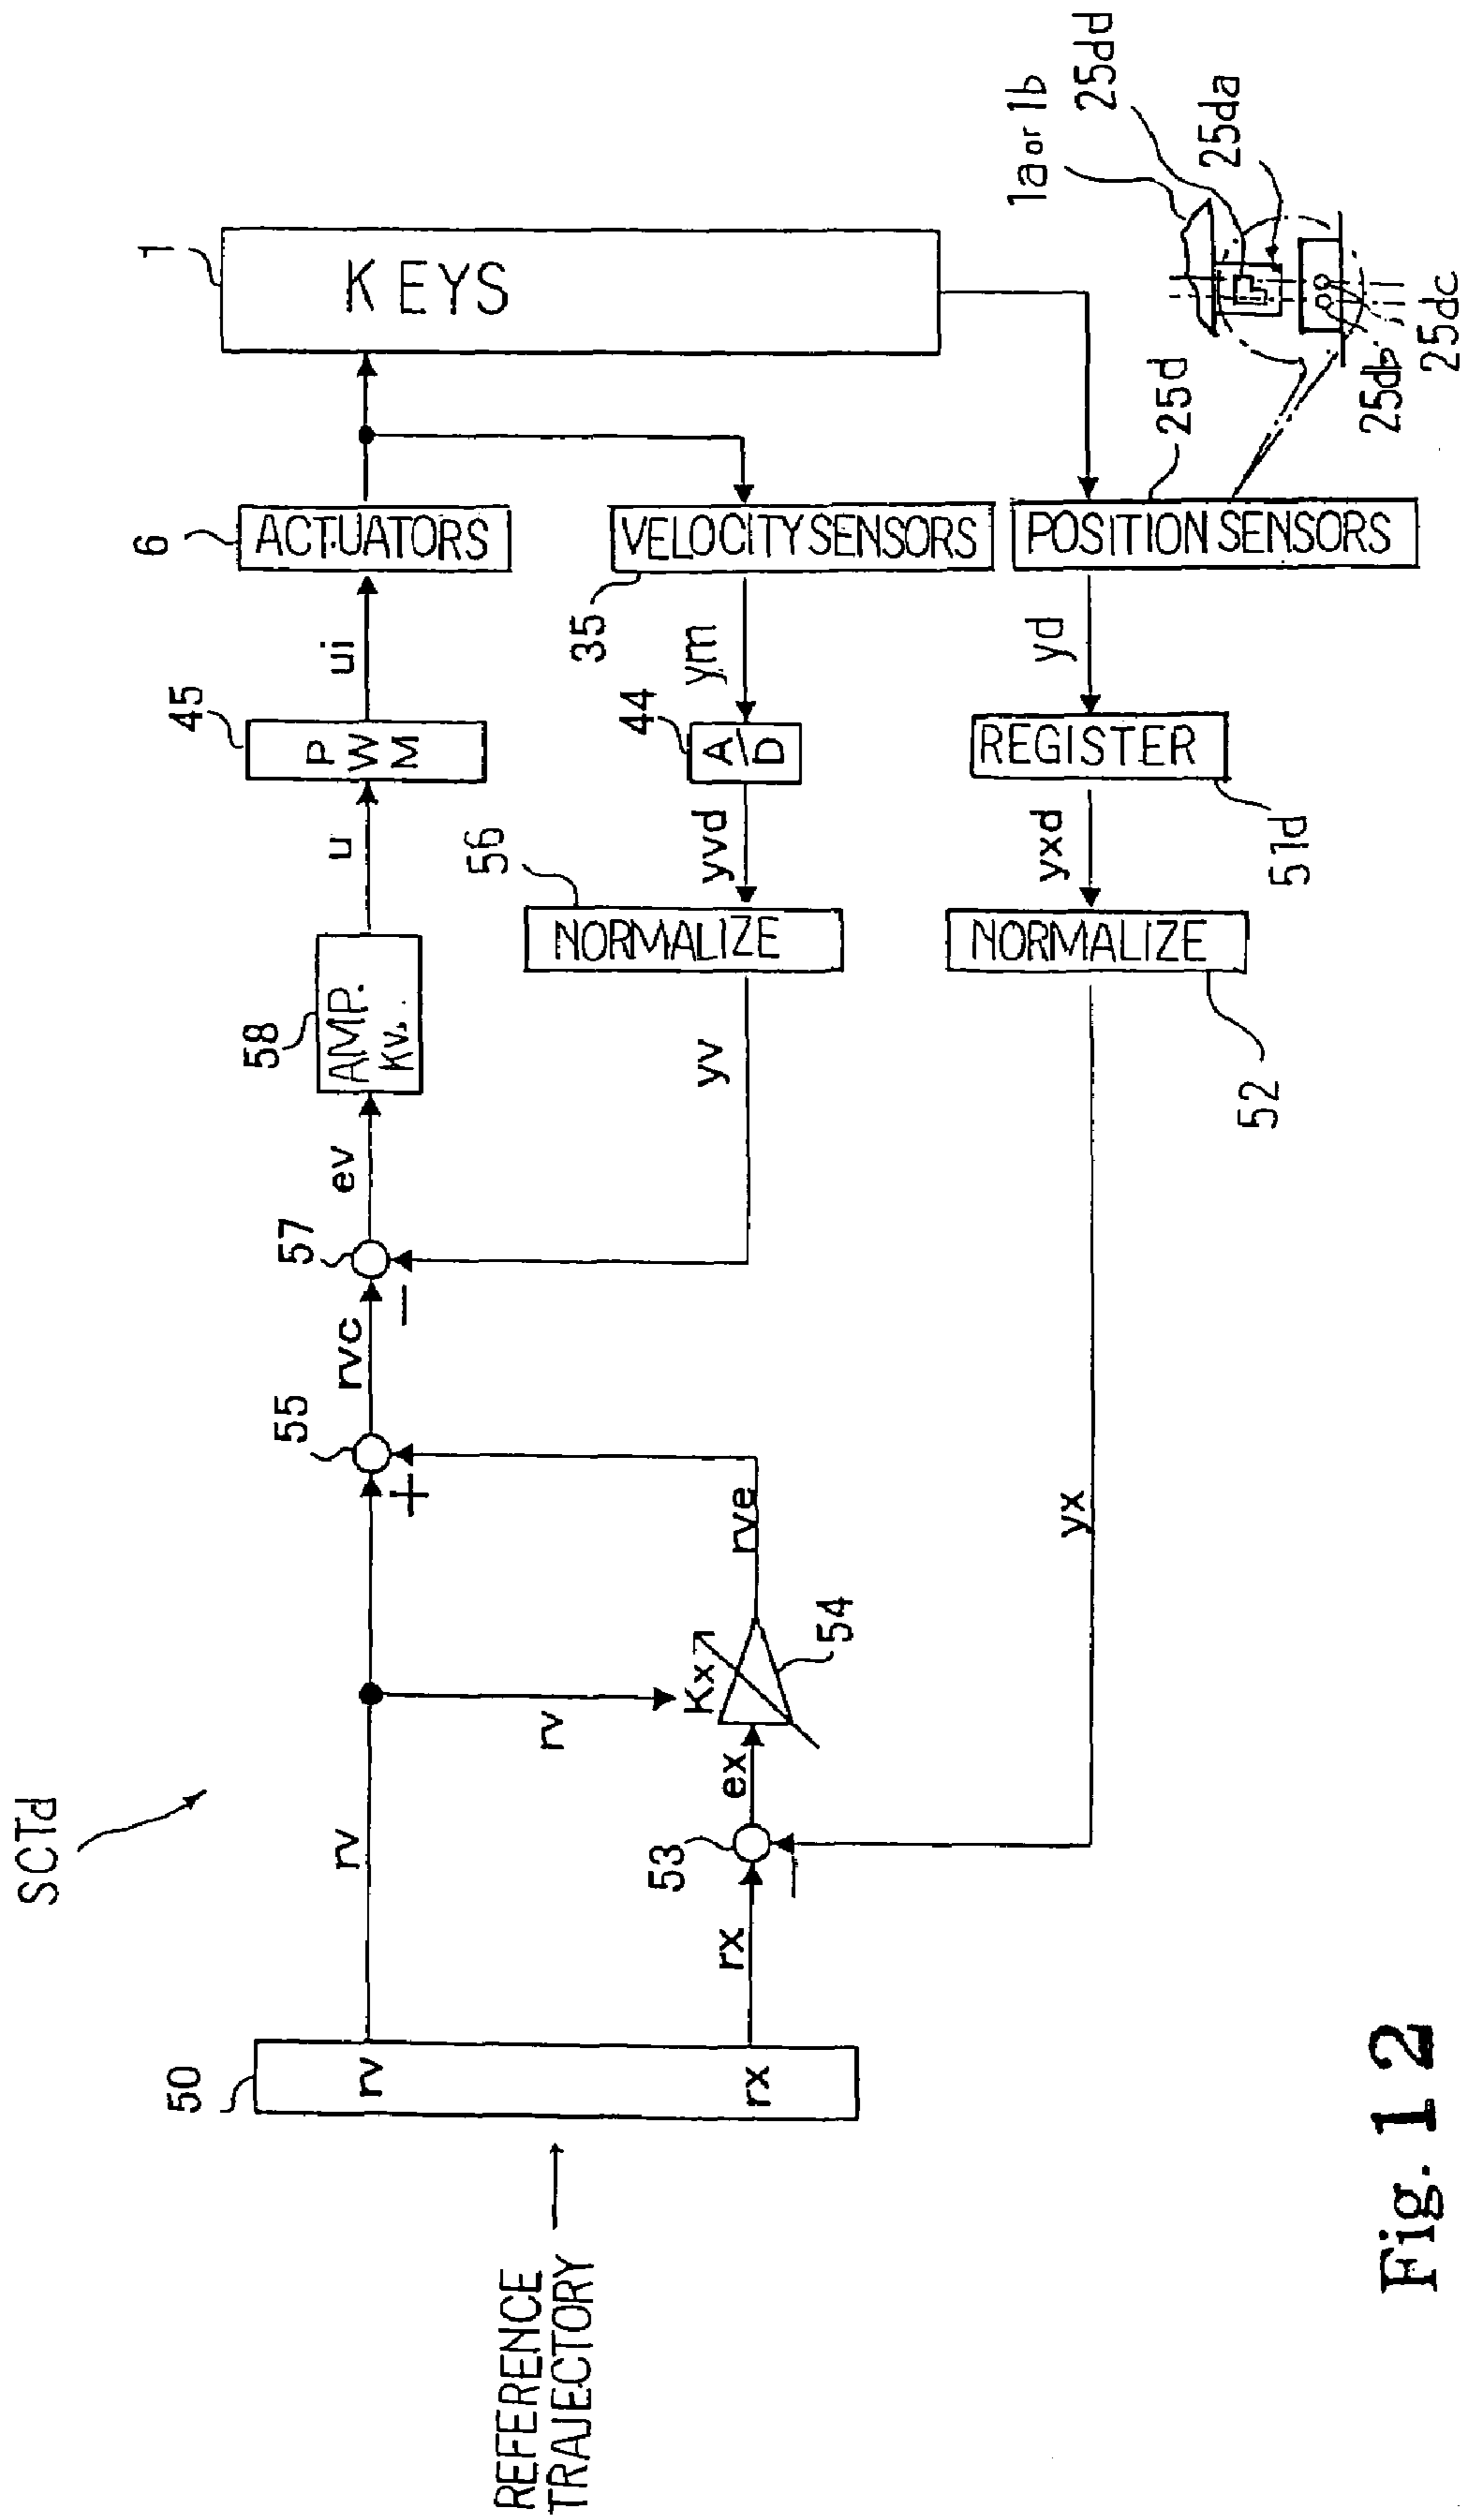 SCTd
REFERENCE
TRAJECTORY
50
rv
rx
rv
rv
rx
53
ex
Kx
54
rve
55
+
rvc
57
−
ev
58
AMP.
Kv
u
45
PWM
ui
6
ACTUATORS
1
KEYS
35
VELOCITY SENSORS
ym
44
A\D
yvd
56
NORMALIZE
yv
25d
POSITION SENSORS
yd
REGISTER
51d
yxd
NORMALIZE
52
yx
−
1a or 1b
25dd
25da
25db
25dc
Fig. 12